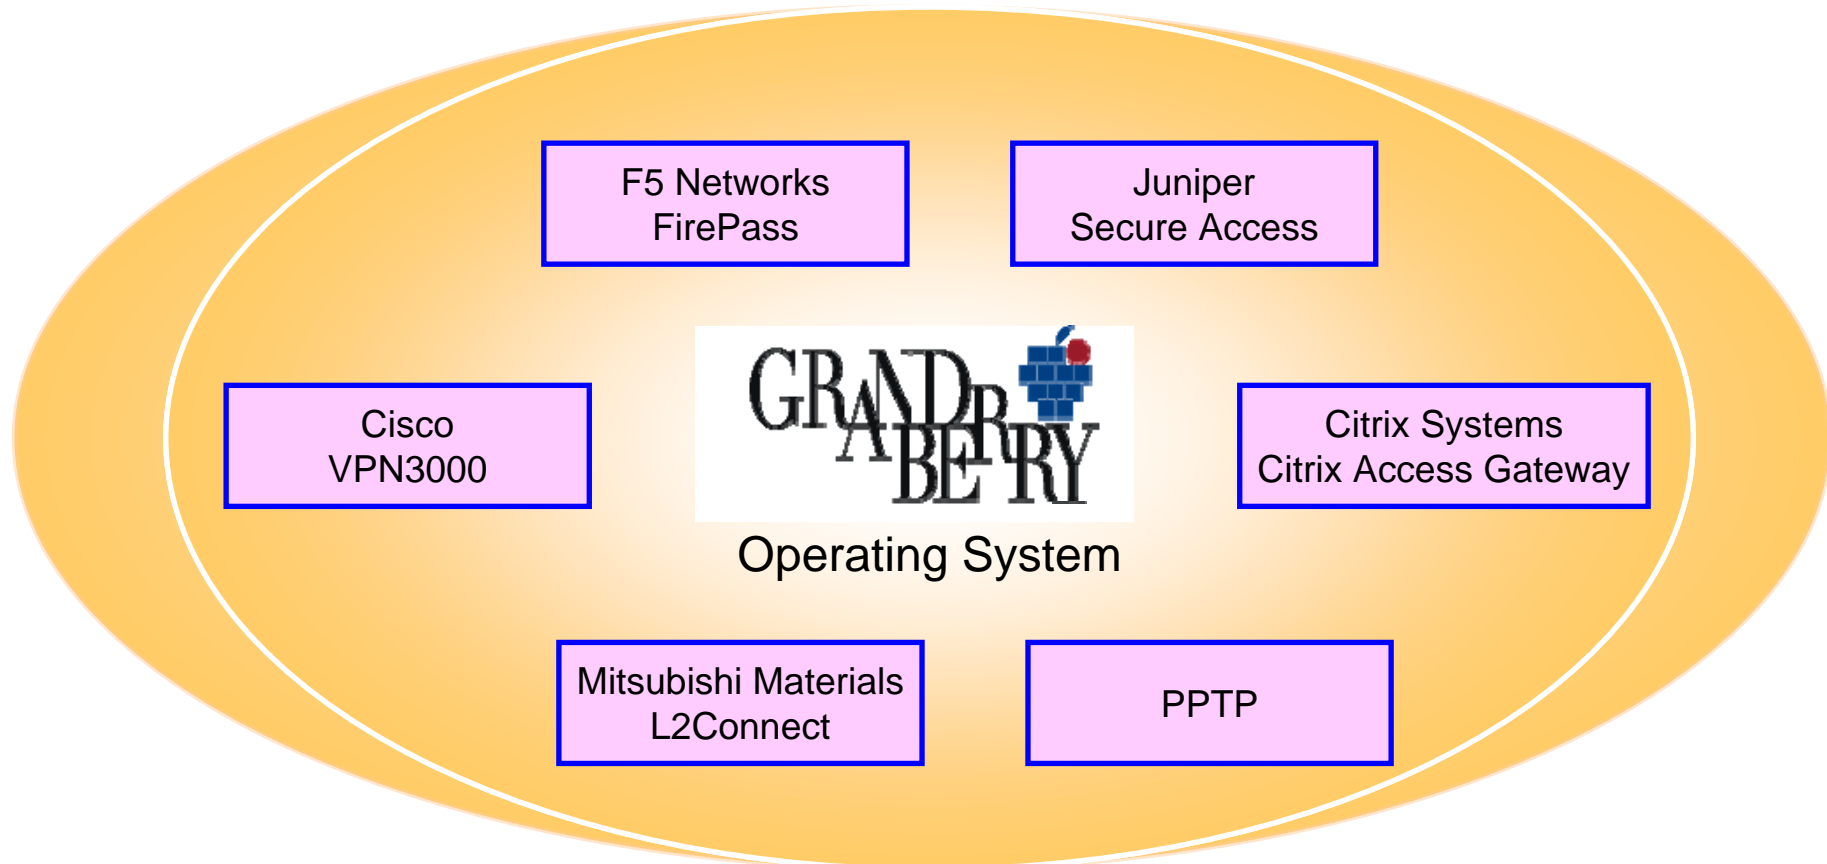 F5 Networks
FirePass
Juniper
Secure Access
GRANDBERRY
Cisco
VPN3000
Citrix Systems
Citrix Access Gateway
Operating System
Mitsubishi Materials
L2Connect
PPTP